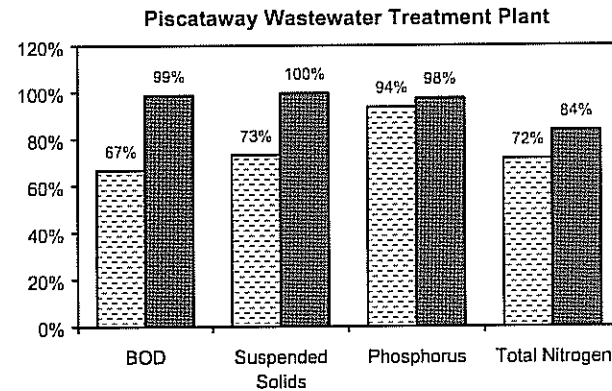 Piscataway Wastewater Treatment Plant
120%
100%
80%
60%
40%
20%
0%
67%
99%
73%
100%
94%
98%
72%
84%
BOD
Suspended
Solids
Phosphorus
Total Nitrogen